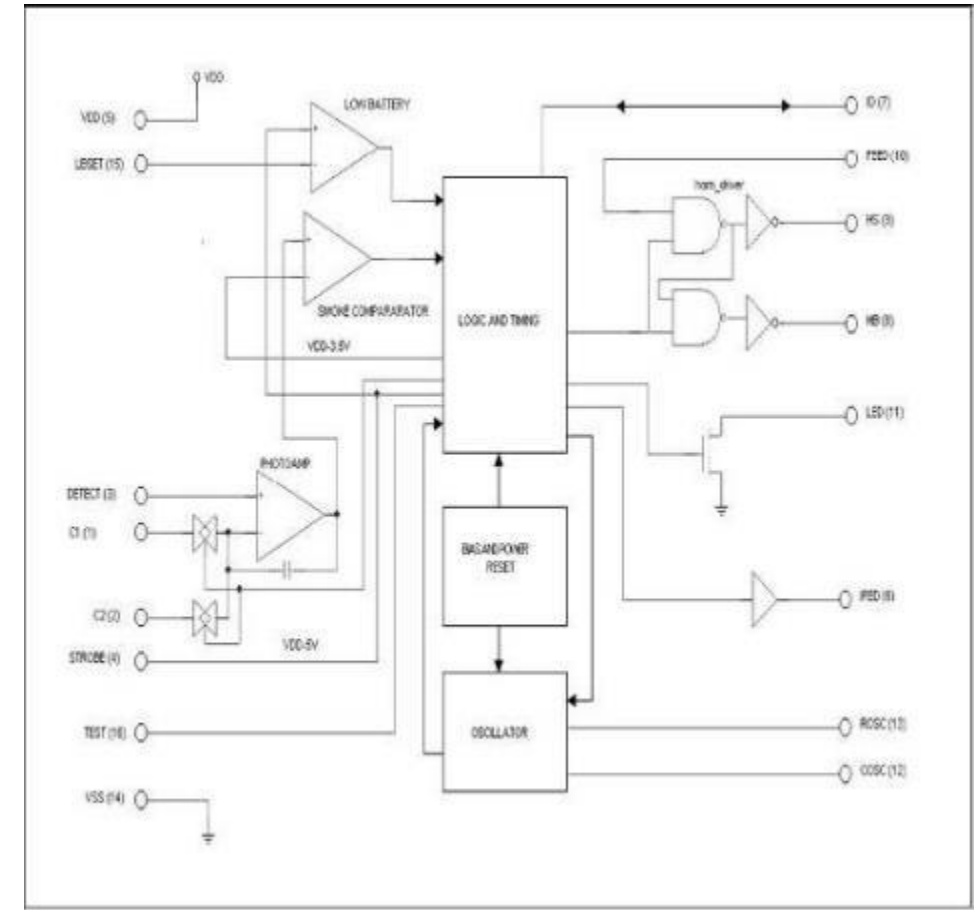 VDD
VDD (5)
LBSET (15)
LOW BATTERY
SMOKE COMPARARATOR
VDD-3.5V
PHOTOAMP
DETECT (3)
C1 (1)
C2 (2)
STROBE (4)
VDD-5V
TEST (16)
VSS (14)
LOGIC AND TIMING
BIAS AND POWER
RESET
OSCILLATOR
horn_driver
IO (7)
FEED (10)
HS (9)
HB (8)
LED (11)
IRED (6)
ROSC (13)
COSC (12)